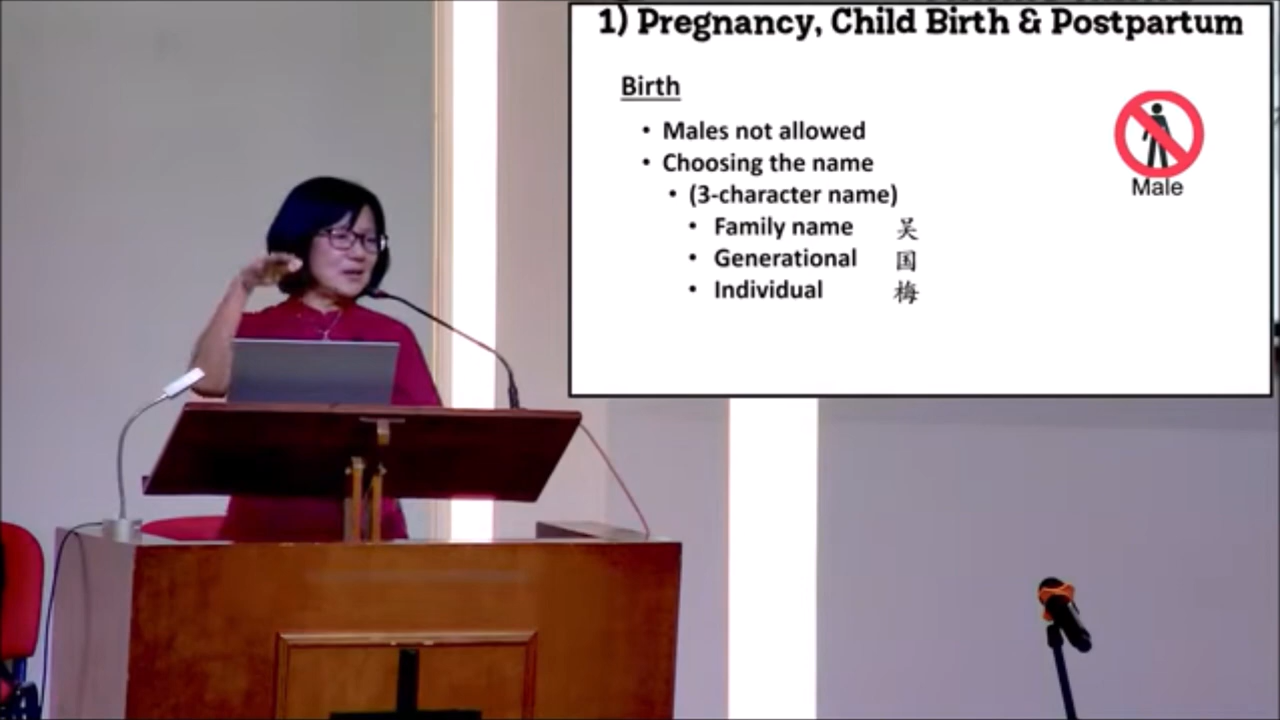 1) Pregnancy, Child Birth & Postpartum
Birth
• Males not allowed
• Choosing the name
• (3-character name)
• Family name 吴
• Generational 国
• Individual 梅
Male